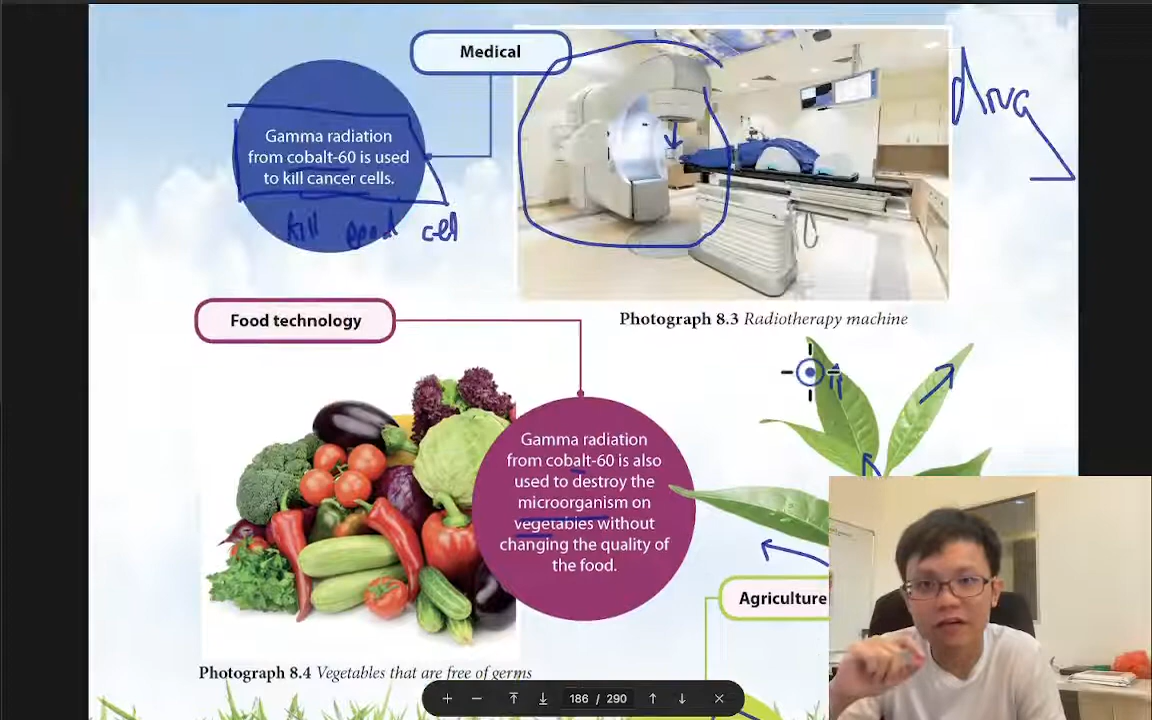 Medical
Gamma radiation
from cobalt-60 is used
to kill cancer cells.
kill good cell
drug
Photograph 8.3 Radiotherapy machine
Food technology
Gamma radiation
from cobalt-60 is also
used to destroy the
microorganism on
vegetables without
changing the quality of
the food.
Agriculture
Photograph 8.4 Vegetables that are free of germs
186 / 290